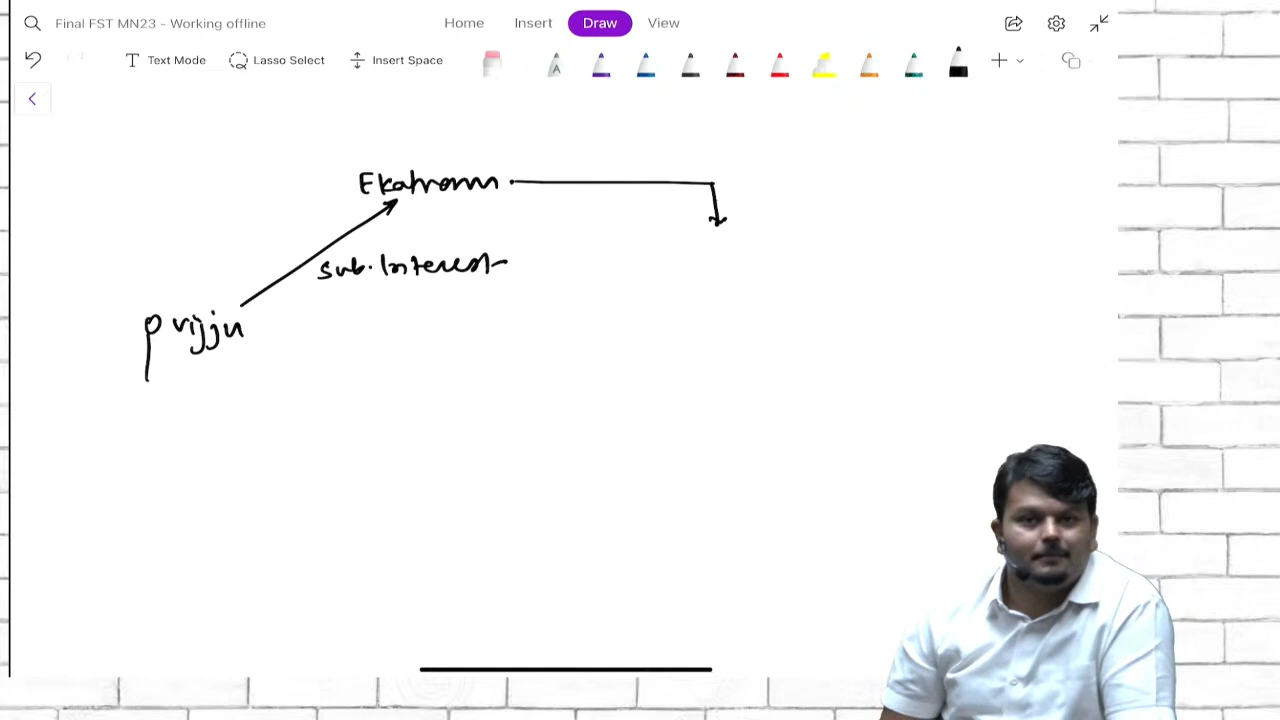 Final FST MN23 - Working offline
Home Insert Draw View
Text Mode Lasso Select Insert Space
A
Ekatvam
sub. Interest
Prijju